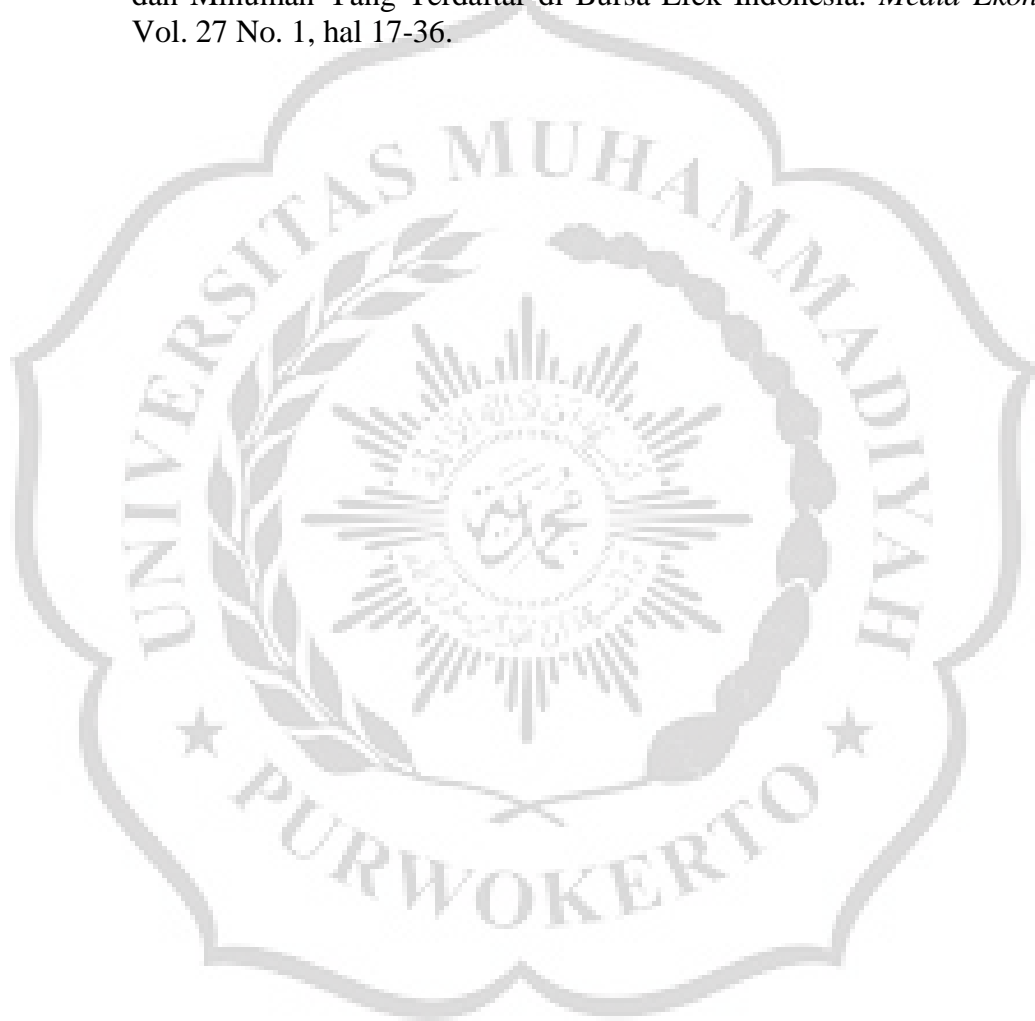 dan Minuman Yang Terdaftar di Bursa Efek Indonesia. Media
Vol. 27 No. 1, hal 17-36.
UNIVERSITAS MUHAMMADIYAH
PURWOKERTO